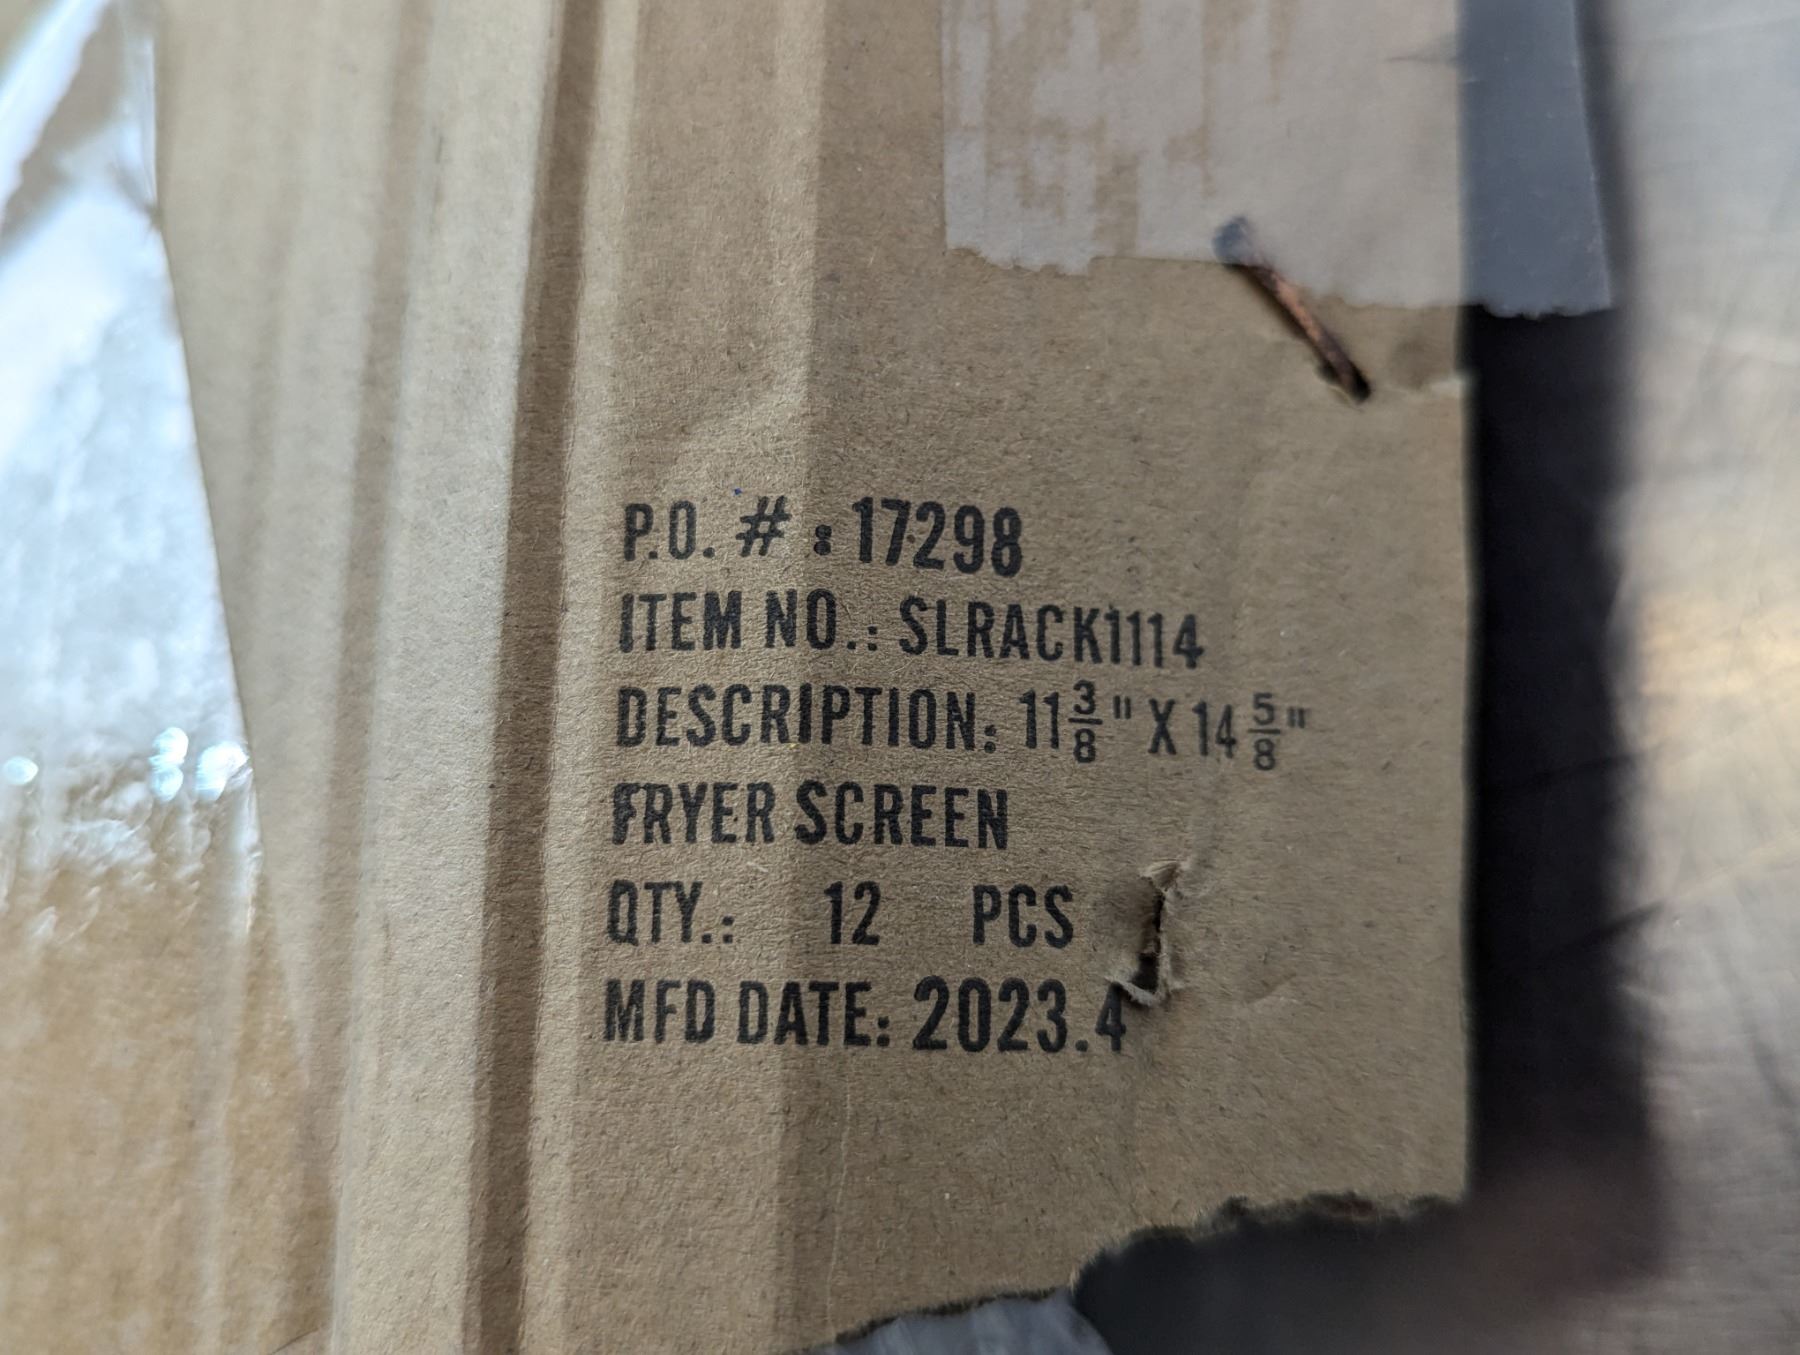 P.O. # : 17298
ITEM NO.: SLRACK1114
DESCRIPTION: 11 3/8" X 14 5/8"
FRYER SCREEN
QTY.: 12 PCS
MFD DATE: 2023.4